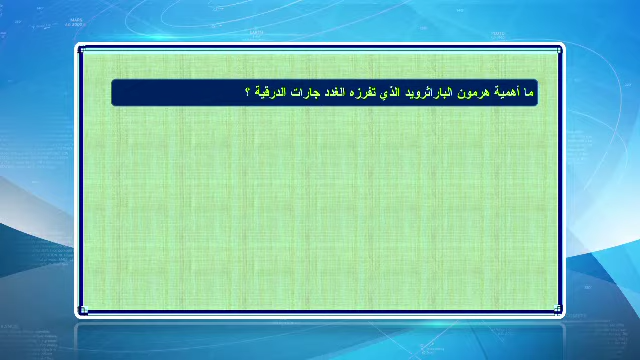 ما أهمية هرمون الباراثرويد الذي تفرزه الغدد جارات الدرقية ؟